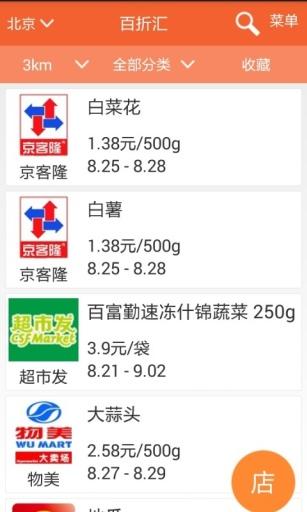 北京 百折汇 菜单
3km 全部分类 收藏
白菜花
京客隆
1.38元/500g
京客隆 8.25 - 8.28
白薯
京客隆
1.38元/500g
京客隆 8.25 - 8.28
百富勤速冻什锦蔬菜 250g
超市发
CSF Market
3.9元/袋
超市发 8.21 - 9.02
大蒜头
物美
WU MART
2.58元/500g
大卖场
物美 8.27 - 8.29
店